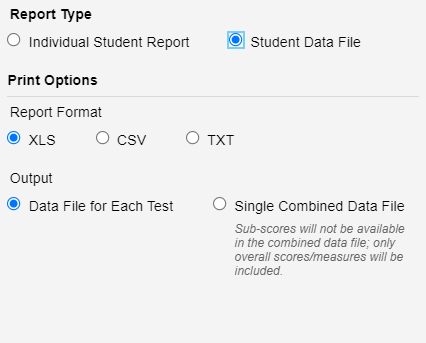 Report Type
Individual Student Report Student Data File
Print Options
Report Format
XLS CSV TXT
Output
Data File for Each Test Single Combined Data File
Sub-scores will not be available
in the combined data file; only
overall scores/measures will be
included.